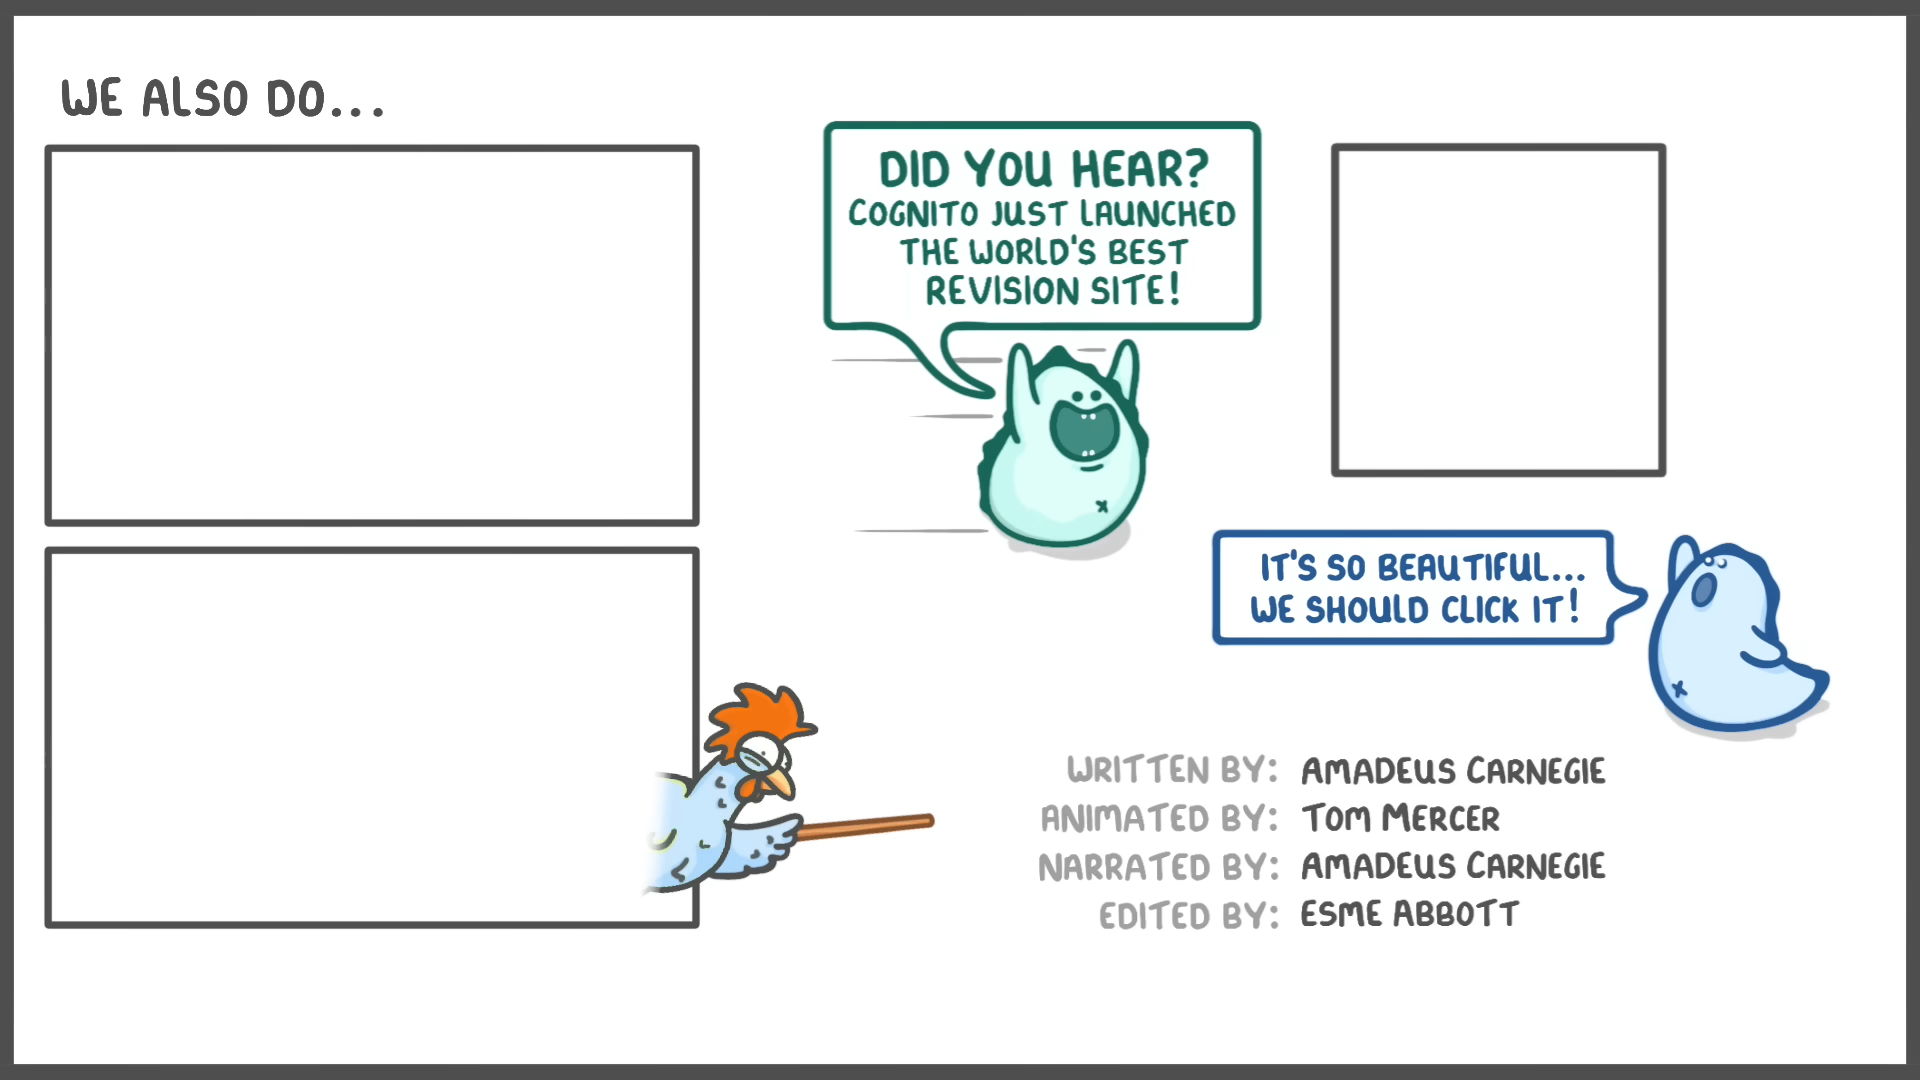 WE ALSO DO...
DID YOU HEAR?
COGNITO JUST LAUNCHED
THE WORLD'S BEST
REVISION SITE!
IT'S SO BEAUTIFUL...
WE SHOULD CLICK IT!
WRITTEN BY: AMADEUS CARNEGIE
ANIMATED BY: TOM MERCER
NARRATED BY: AMADEUS CARNEGIE
EDITED BY: ESME ABBOTT